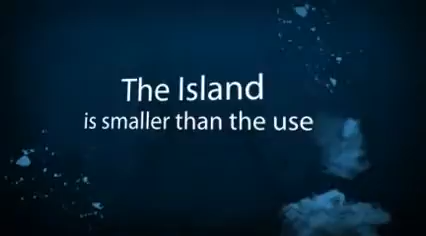 The Island
is smaller than the use